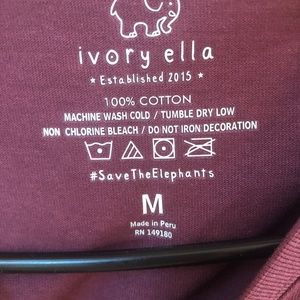 ivory ella
* Established 2015 *
100% COTTON
MACHINE WASH COLD / TUMBLE DRY LOW
NON CHLORINE BLEACH / DO NOT IRON DECORATION
#SaveTheElephants
M
Made in Peru
RN 149180